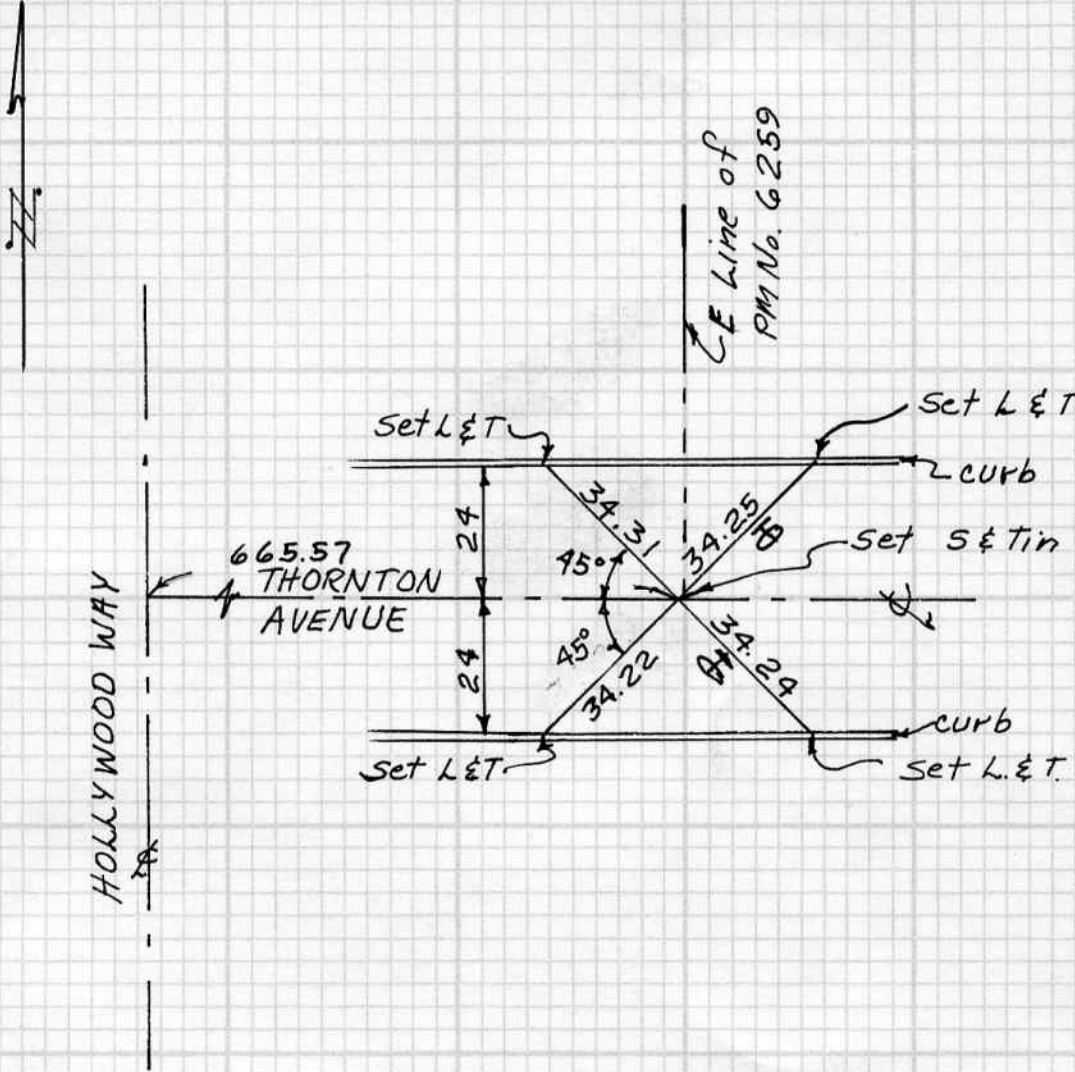 N.
E Line of
PM No. 6259
Set L & T
Set L & T
curb
34.31
34.25
24
45°
Set S & Tin
665.57
THORNTON
AVENUE
HOLLYWOOD WAY
24
45°
34.22
34.24
curb
Set L & T
Set L. & T.